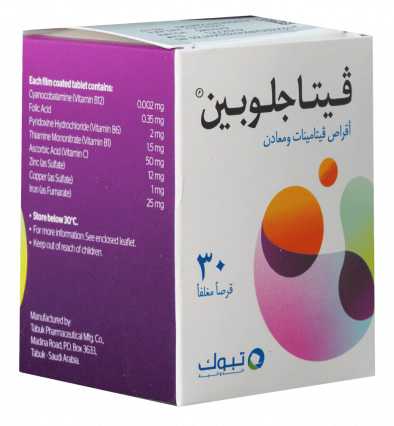 Each film coated tablet contains:
Cyanocobatamine (Vitamin B12) 0.002 mg
Folic Acid 0.35 mg
Pyridoxine Hydrochloride (Vitamin B6) 2 mg
Thiamine Mononitrate (Vitamin B1) 1.5 mg
Ascorbic Acid (Vitamin C) 50 mg
Zinc (as Sulfate) 12 mg
Copper (as Sulfate) 1 mg
Iron (as Fumarate) 25 mg
• Store below 30°C.
• For more information: See enclosed leaflet.
• Keep out of reach of children.
Manufactured by
Tabuk Pharmaceutical Mfg. Co.,
Madina Road, P.O. Box 3633,
Tabuk - Saudi Arabia.
ڤيتاجلوبين
أقراص ڤيتامينات ومعادن
٣٠
قرصاً مغلفاً
تبوك